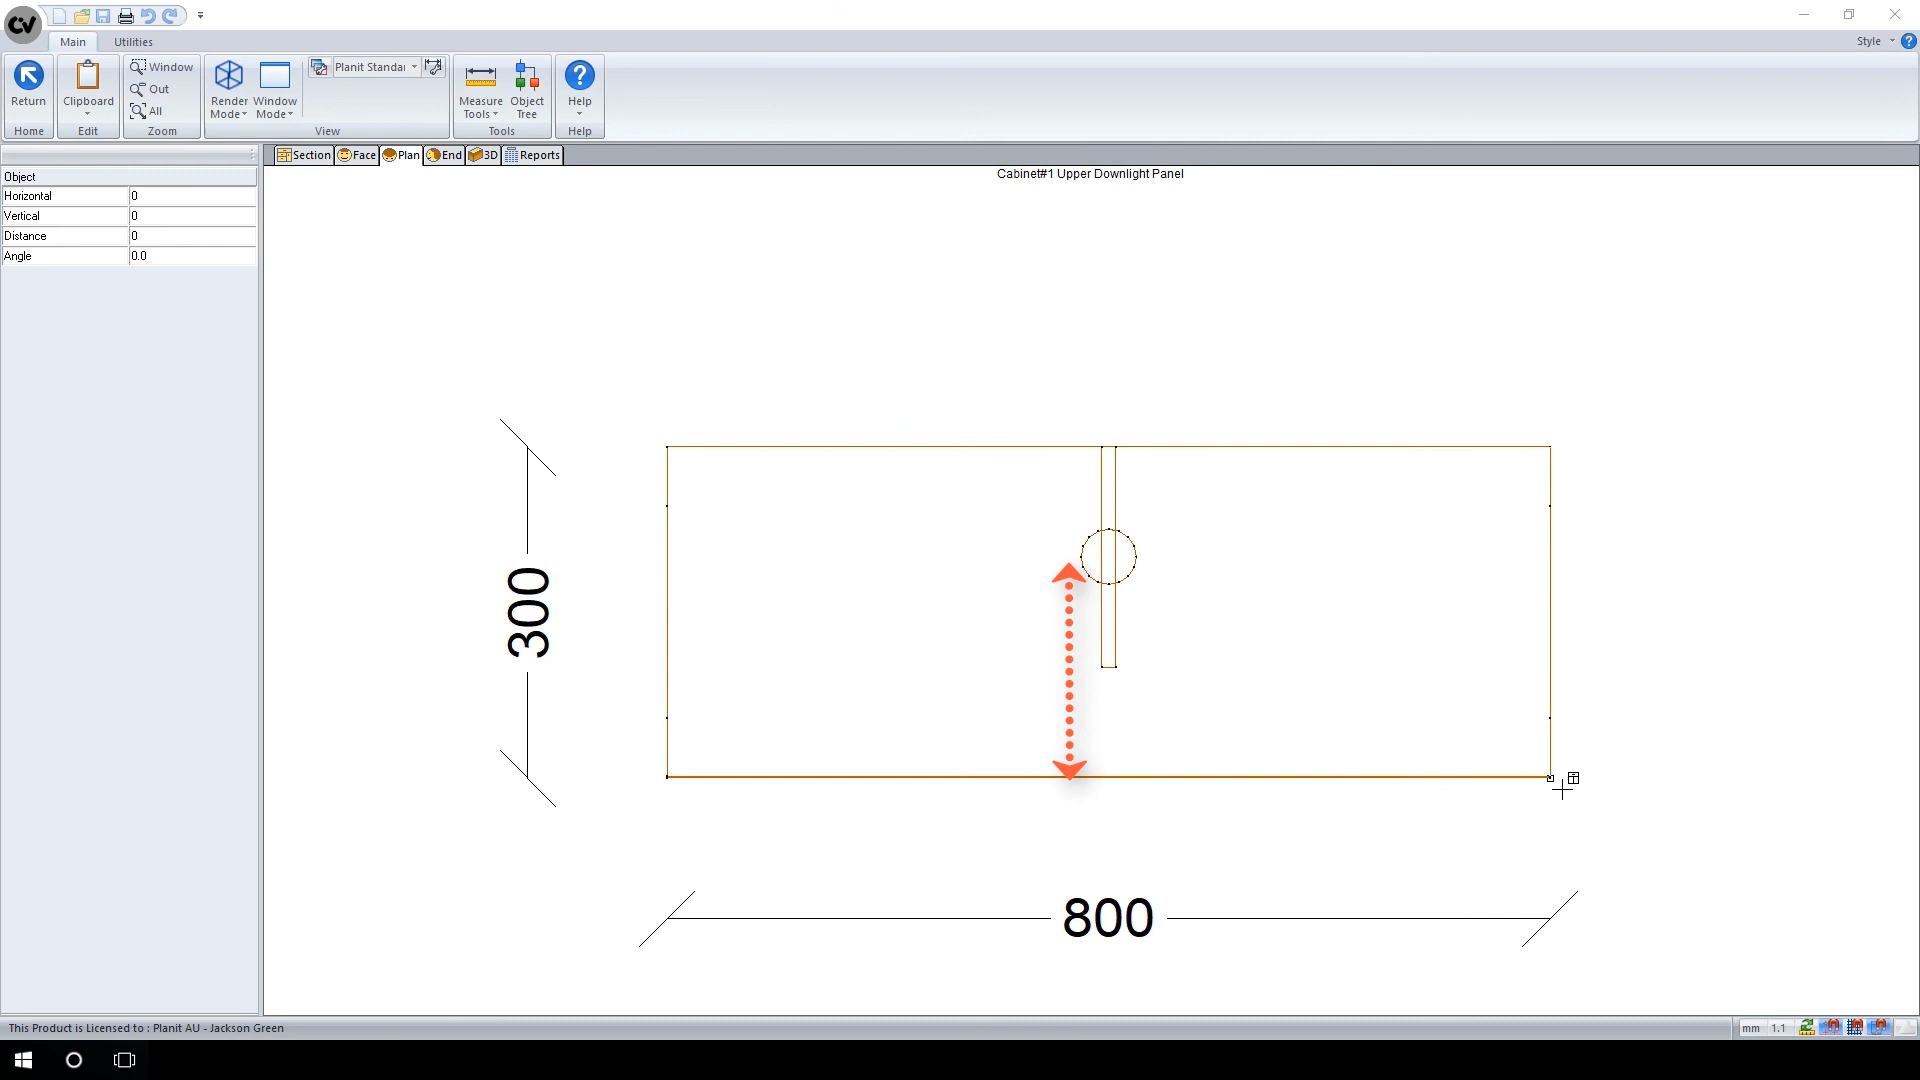 CV
Main
Utilities
Style
?
Return
Home
Clipboard
Edit
Window
Out
All
Zoom
Render
Mode
Window
Mode
Planit Standar
View
Measure
Tools
Object
Tree
Tools
?
Help
Help
Section
Face
Plan
End
3D
Reports
Cabinet#1 Upper Downlight Panel
Object
Horizontal 0
Vertical 0
Distance 0
Angle 0.0
300
800
This Product is Licensed to : Planit AU - Jackson Green
mm 1.1